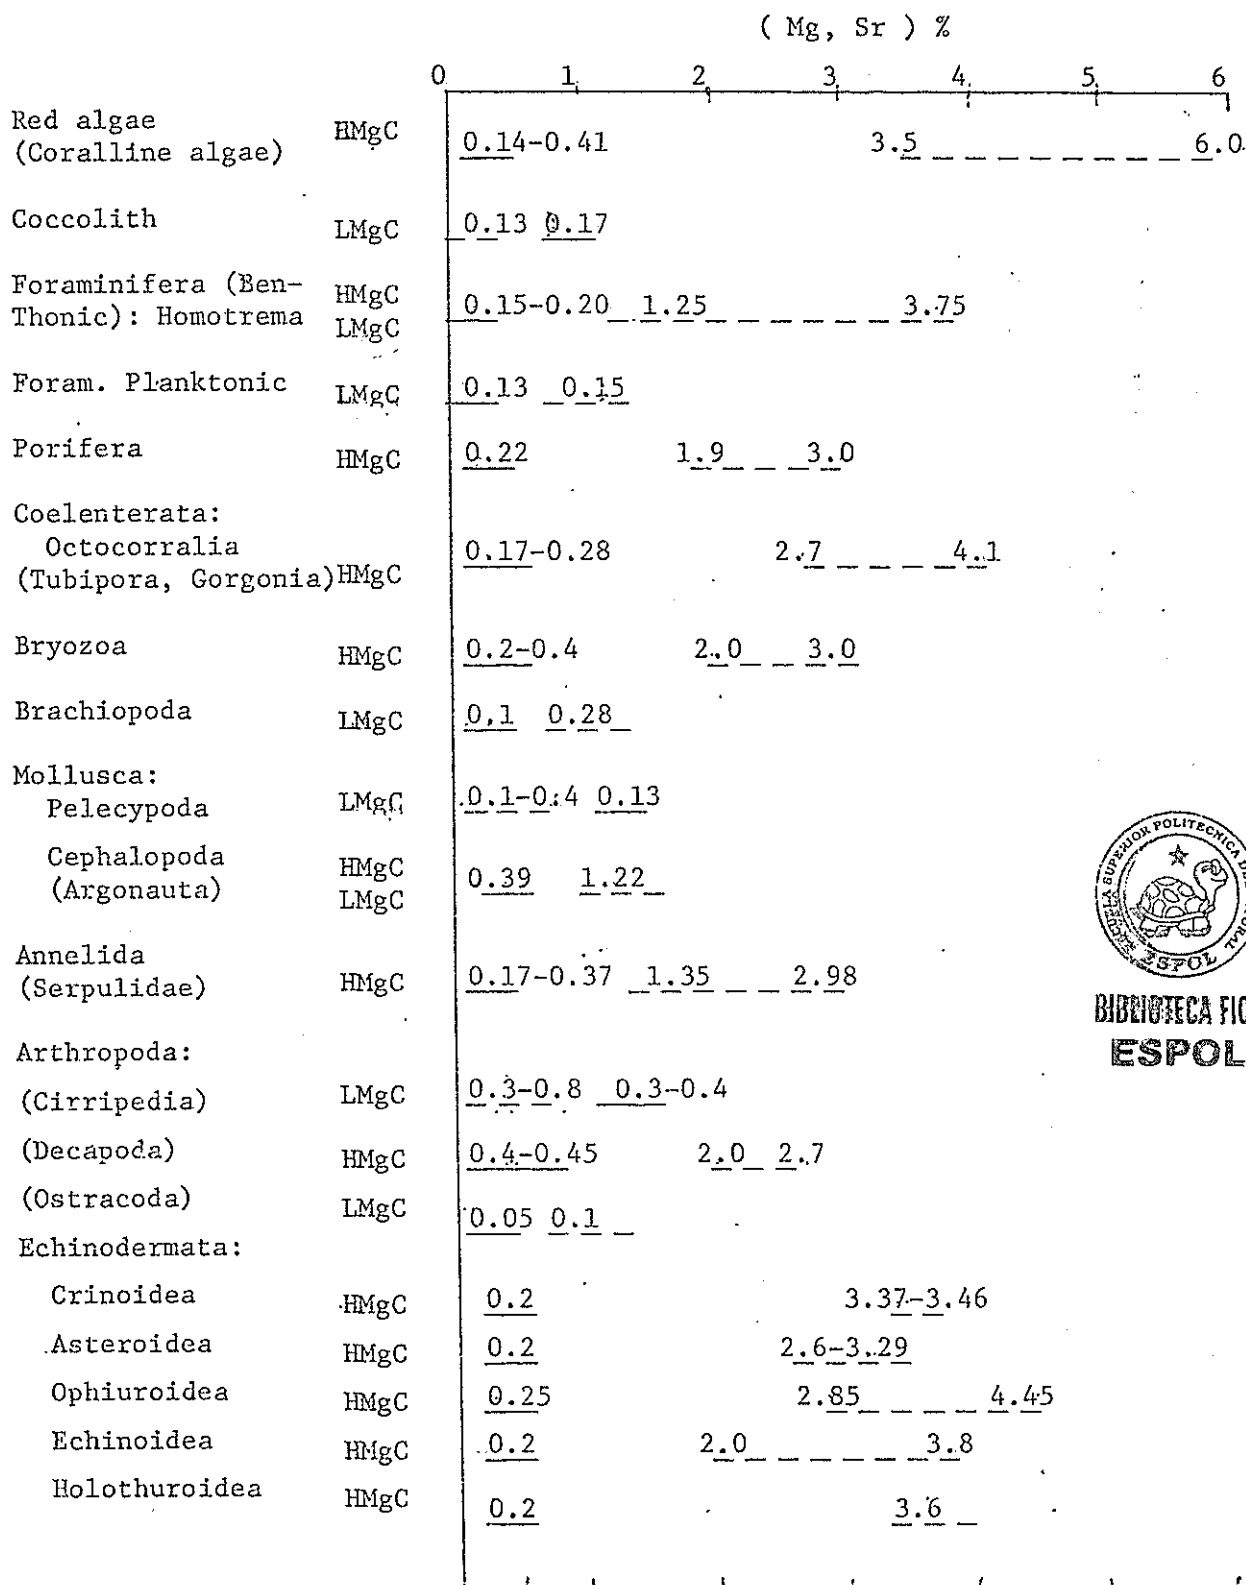 ( Mg, Sr ) %
0 1 2 3 4 5 6
Red algae
(Coralline algae) HMgC 0.14-0.41 3.5 6.0
Coccolith LMgC 0.13 0.17
Foraminifera (Ben-
Thonic): Homotrema HMgC
LMgC 0.15-0.20 1.25 3.75
Foram. Planktonic LMgC 0.13 0.15
Porifera HMgC 0.22 1.9 3.0
Coelenterata:
Octocorralia
(Tubipora, Gorgonia) HMgC 0.17-0.28 2.7 4.1
Bryozoa HMgC 0.2-0.4 2.0 3.0
Brachiopoda LMgC 0.1 0.28
Mollusca:
Pelecypoda LMgC 0.1-0.4 0.13
Cephalopoda
(Argonauta) HMgC
LMgC 0.39 1.22
Annelida
(Serpulidae) HMgC 0.17-0.37 1.35 2.98
Arthropoda:
(Cirripedia) LMgC 0.3-0.8 0.3-0.4
(Decapoda) HMgC 0.4-0.45 2.0 2.7
(Ostracoda) LMgC 0.05 0.1
Echinodermata:
Crinoidea HMgC 0.2 3.37-3.46
Asteroidea HMgC 0.2 2.6-3.29
Ophiuroidea HMgC 0.25 2.85 4.45
Echinoidea HMgC 0.2 2.0 3.8
Holothuroidea HMgC 0.2 3.6
SUPERIOR POLITECNICA
ESPOL
BIBLIOTECA FIC
ESPOL